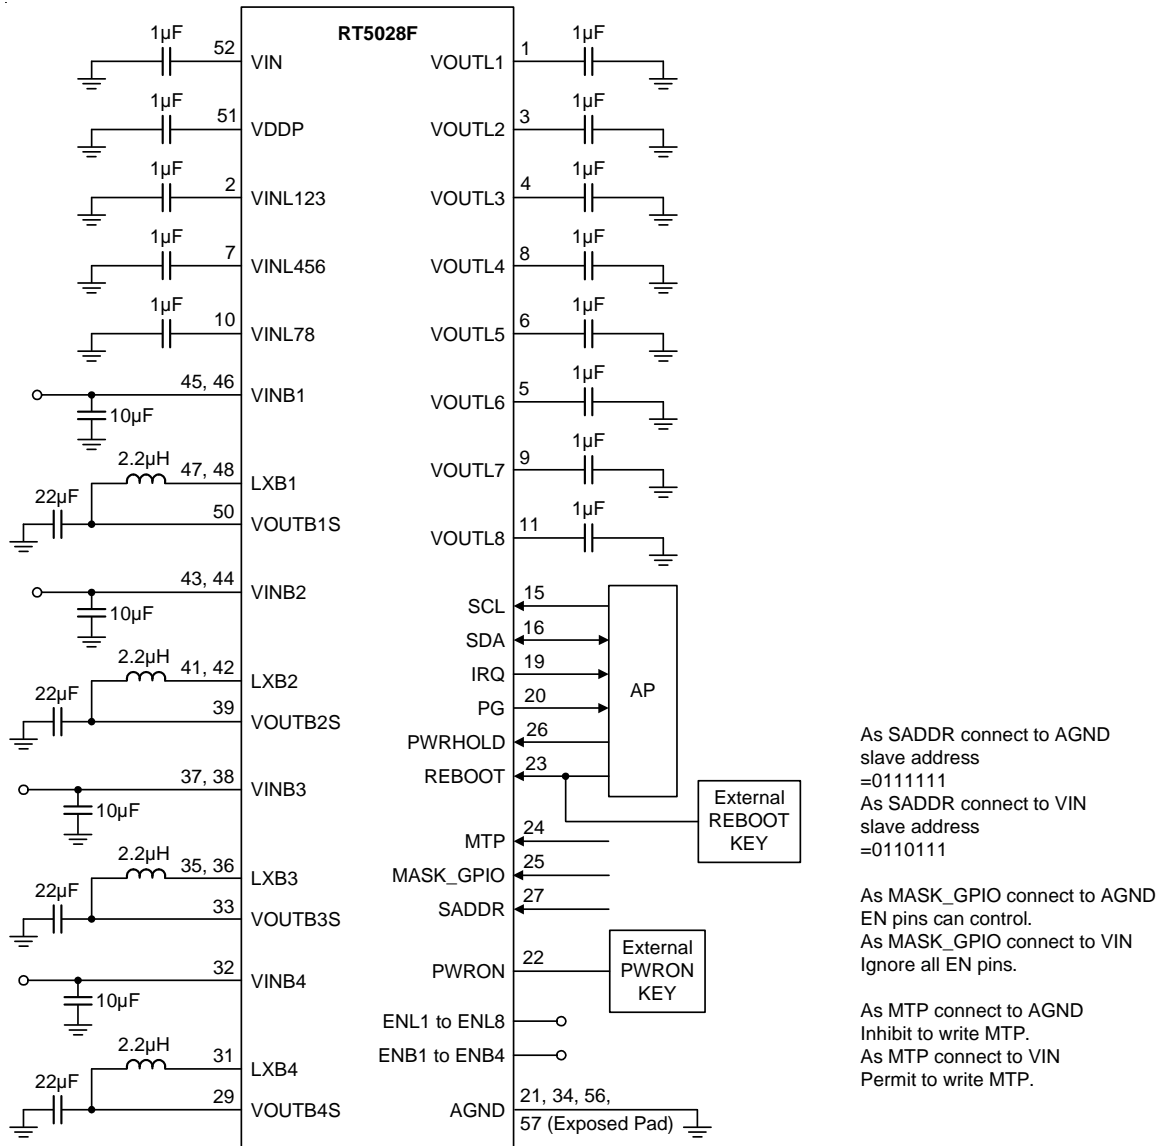 RT5028F
1µF
52
VIN
1µF
51
VDDP
1µF
2
VINL123
1µF
7
VINL456
1µF
10
VINL78
45, 46
VINB1
10µF
2.2µH
47, 48
LXB1
22µF
50
VOUTB1S
43, 44
VINB2
10µF
2.2µH
41, 42
LXB2
22µF
39
VOUTB2S
37, 38
VINB3
10µF
2.2µH
35, 36
LXB3
22µF
33
VOUTB3S
32
VINB4
10µF
2.2µH
31
LXB4
22µF
29
VOUTB4S
VOUTL1
1
1µF
VOUTL2
3
1µF
VOUTL3
4
1µF
VOUTL4
8
1µF
VOUTL5
6
1µF
VOUTL6
5
1µF
VOUTL7
9
1µF
VOUTL8
11
1µF
SCL
15
SDA
16
IRQ
19
PG
20
PWRHOLD
26
REBOOT
23
AP
External
REBOOT
KEY
MTP
24
MASK_GPIO
25
SADDR
27
PWRON
22
External
PWRON
KEY
ENL1 to ENL8
ENB1 to ENB4
AGND
21, 34, 56,
57 (Exposed Pad)
As SADDR connect to AGND
slave address
=0111111
As SADDR connect to VIN
slave address
=0110111
As MASK_GPIO connect to AGND
EN pins can control.
As MASK_GPIO connect to VIN
Ignore all EN pins.
As MTP connect to AGND
Inhibit to write MTP.
As MTP connect to VIN
Permit to write MTP.